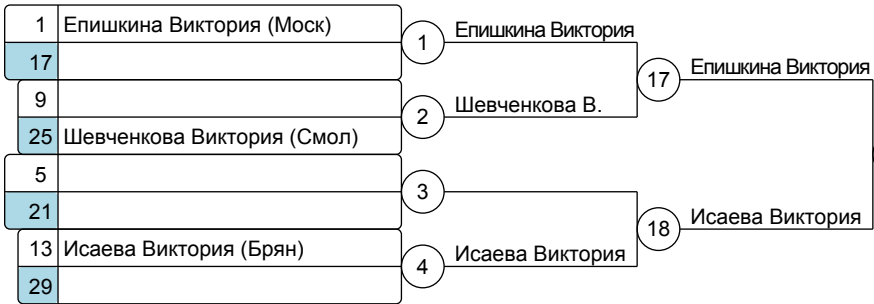 1 Епишкина Виктория (Моск)
17
9
25 Шевченкова Виктория (Смол)
5
21
13 Исаева Виктория (Брян)
29
1 Епишкина Виктория
2 Шевченкова В.
3
4 Исаева Виктория
17 Епишкина Виктория
18 Исаева Виктория